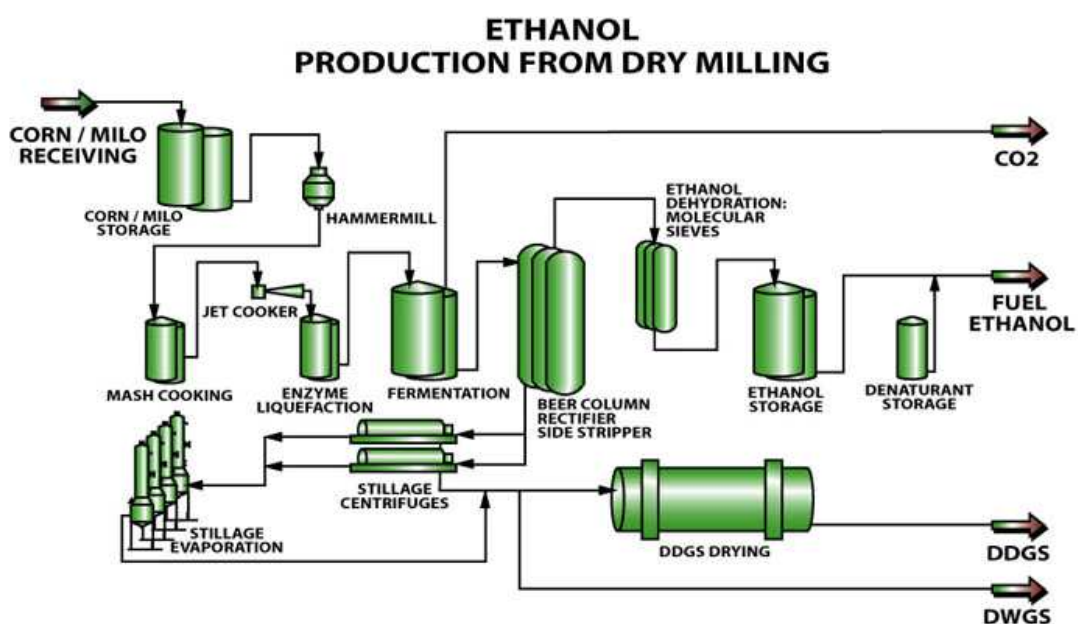 ETHANOL
PRODUCTION FROM DRY MILLING
CORN / MILO
RECEIVING
CO2
CORN / MILO
STORAGE
HAMMERMILL
ETHANOL
DEHYDRATION:
MOLECULAR
SIEVES
JET COOKER
FUEL
ETHANOL
MASH COOKING
ENZYME
LIQUEFACTION
FERMENTATION
BEER COLUMN
RECTIFIER
SIDE STRIPPER
ETHANOL
STORAGE
DENATURANT
STORAGE
STILLAGE
CENTRIFUGES
STILLAGE
EVAPORATION
DDGS DRYING
DDGS
DWGS